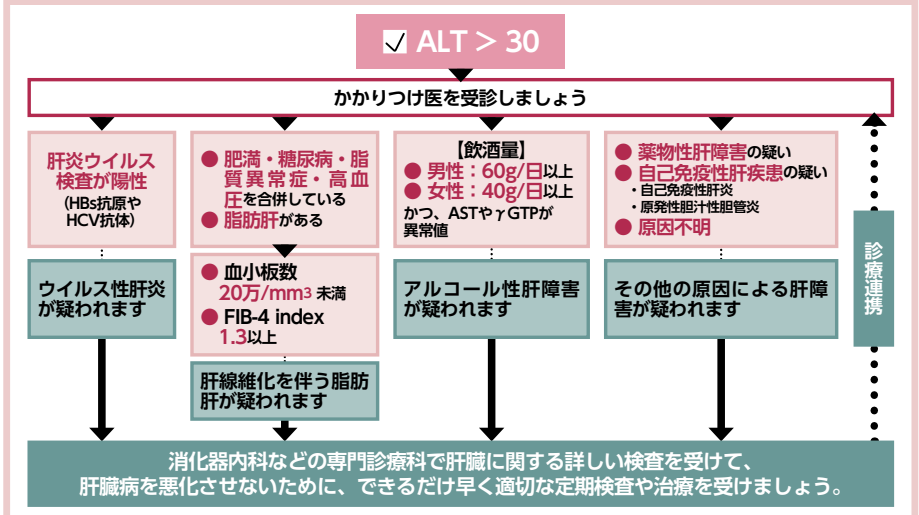 ALT > 30
かかりつけ医を受診しましょう
肝炎ウイルス
検査が陽性
（HBs抗原や
HCV抗体）
ウイルス性肝炎
が疑われます
● 肥満・糖尿病・脂
質異常症・高血
圧を合併している
● 脂肪肝がある
● 血小板数
20万/mm3 未満
● FIB-4 index
1.3以上
肝線維化を伴う脂肪
肝が疑われます
【飲酒量】
● 男性：60g/日以上
● 女性：40g/日以上
かつ、ASTやγGTPが
異常値
アルコール性肝障害
が疑われます
● 薬物性肝障害の疑い
● 自己免疫性肝疾患の疑い
・自己免疫性肝炎
・原発性胆汁性胆管炎
● 原因不明
その他の原因による肝障
害が疑われます
診療連携
消化器内科などの専門診療科で肝臓に関する詳しい検査を受けて、
肝臓病を悪化させないために、できるだけ早く適切な定期検査や治療を受けましょう。